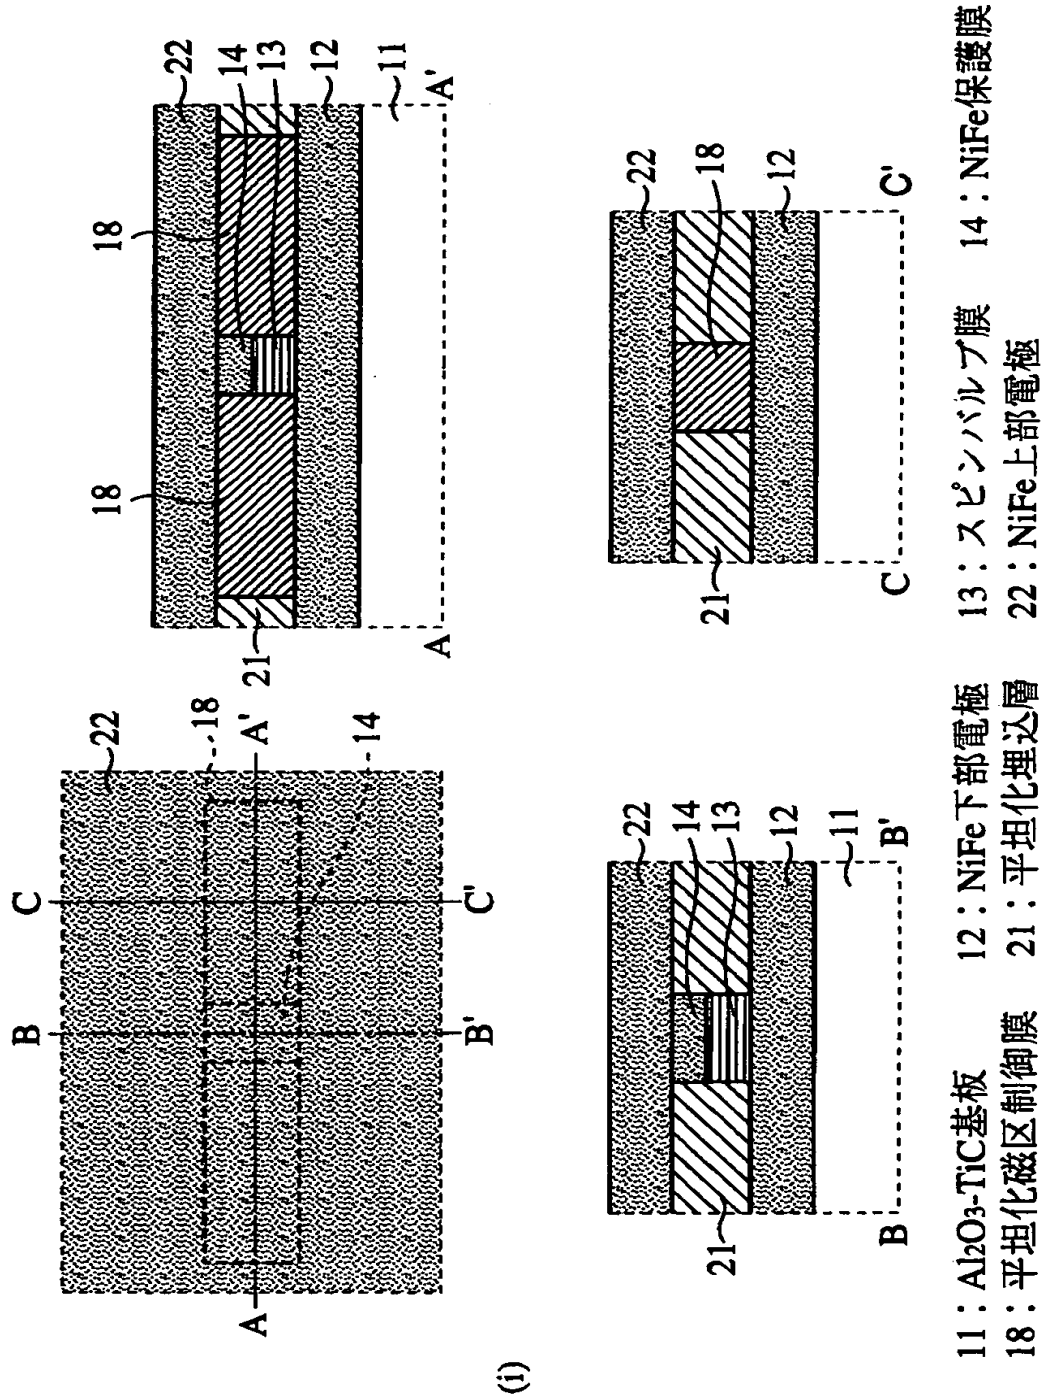 (i)
C
B
22
18
A
A'
14
B'
C'
18
18
22
14
13
12
11
21
A
A'
22
14
13
12
11
21
B
B'
22
18
12
21
C
C'
11：Al2O3-TiC基板
12：NiFe下部電極
13：スピンバルブ膜
14：NiFe保護膜
18：平坦化磁区制御膜
21：平坦化埋込層
22：NiFe上部電極